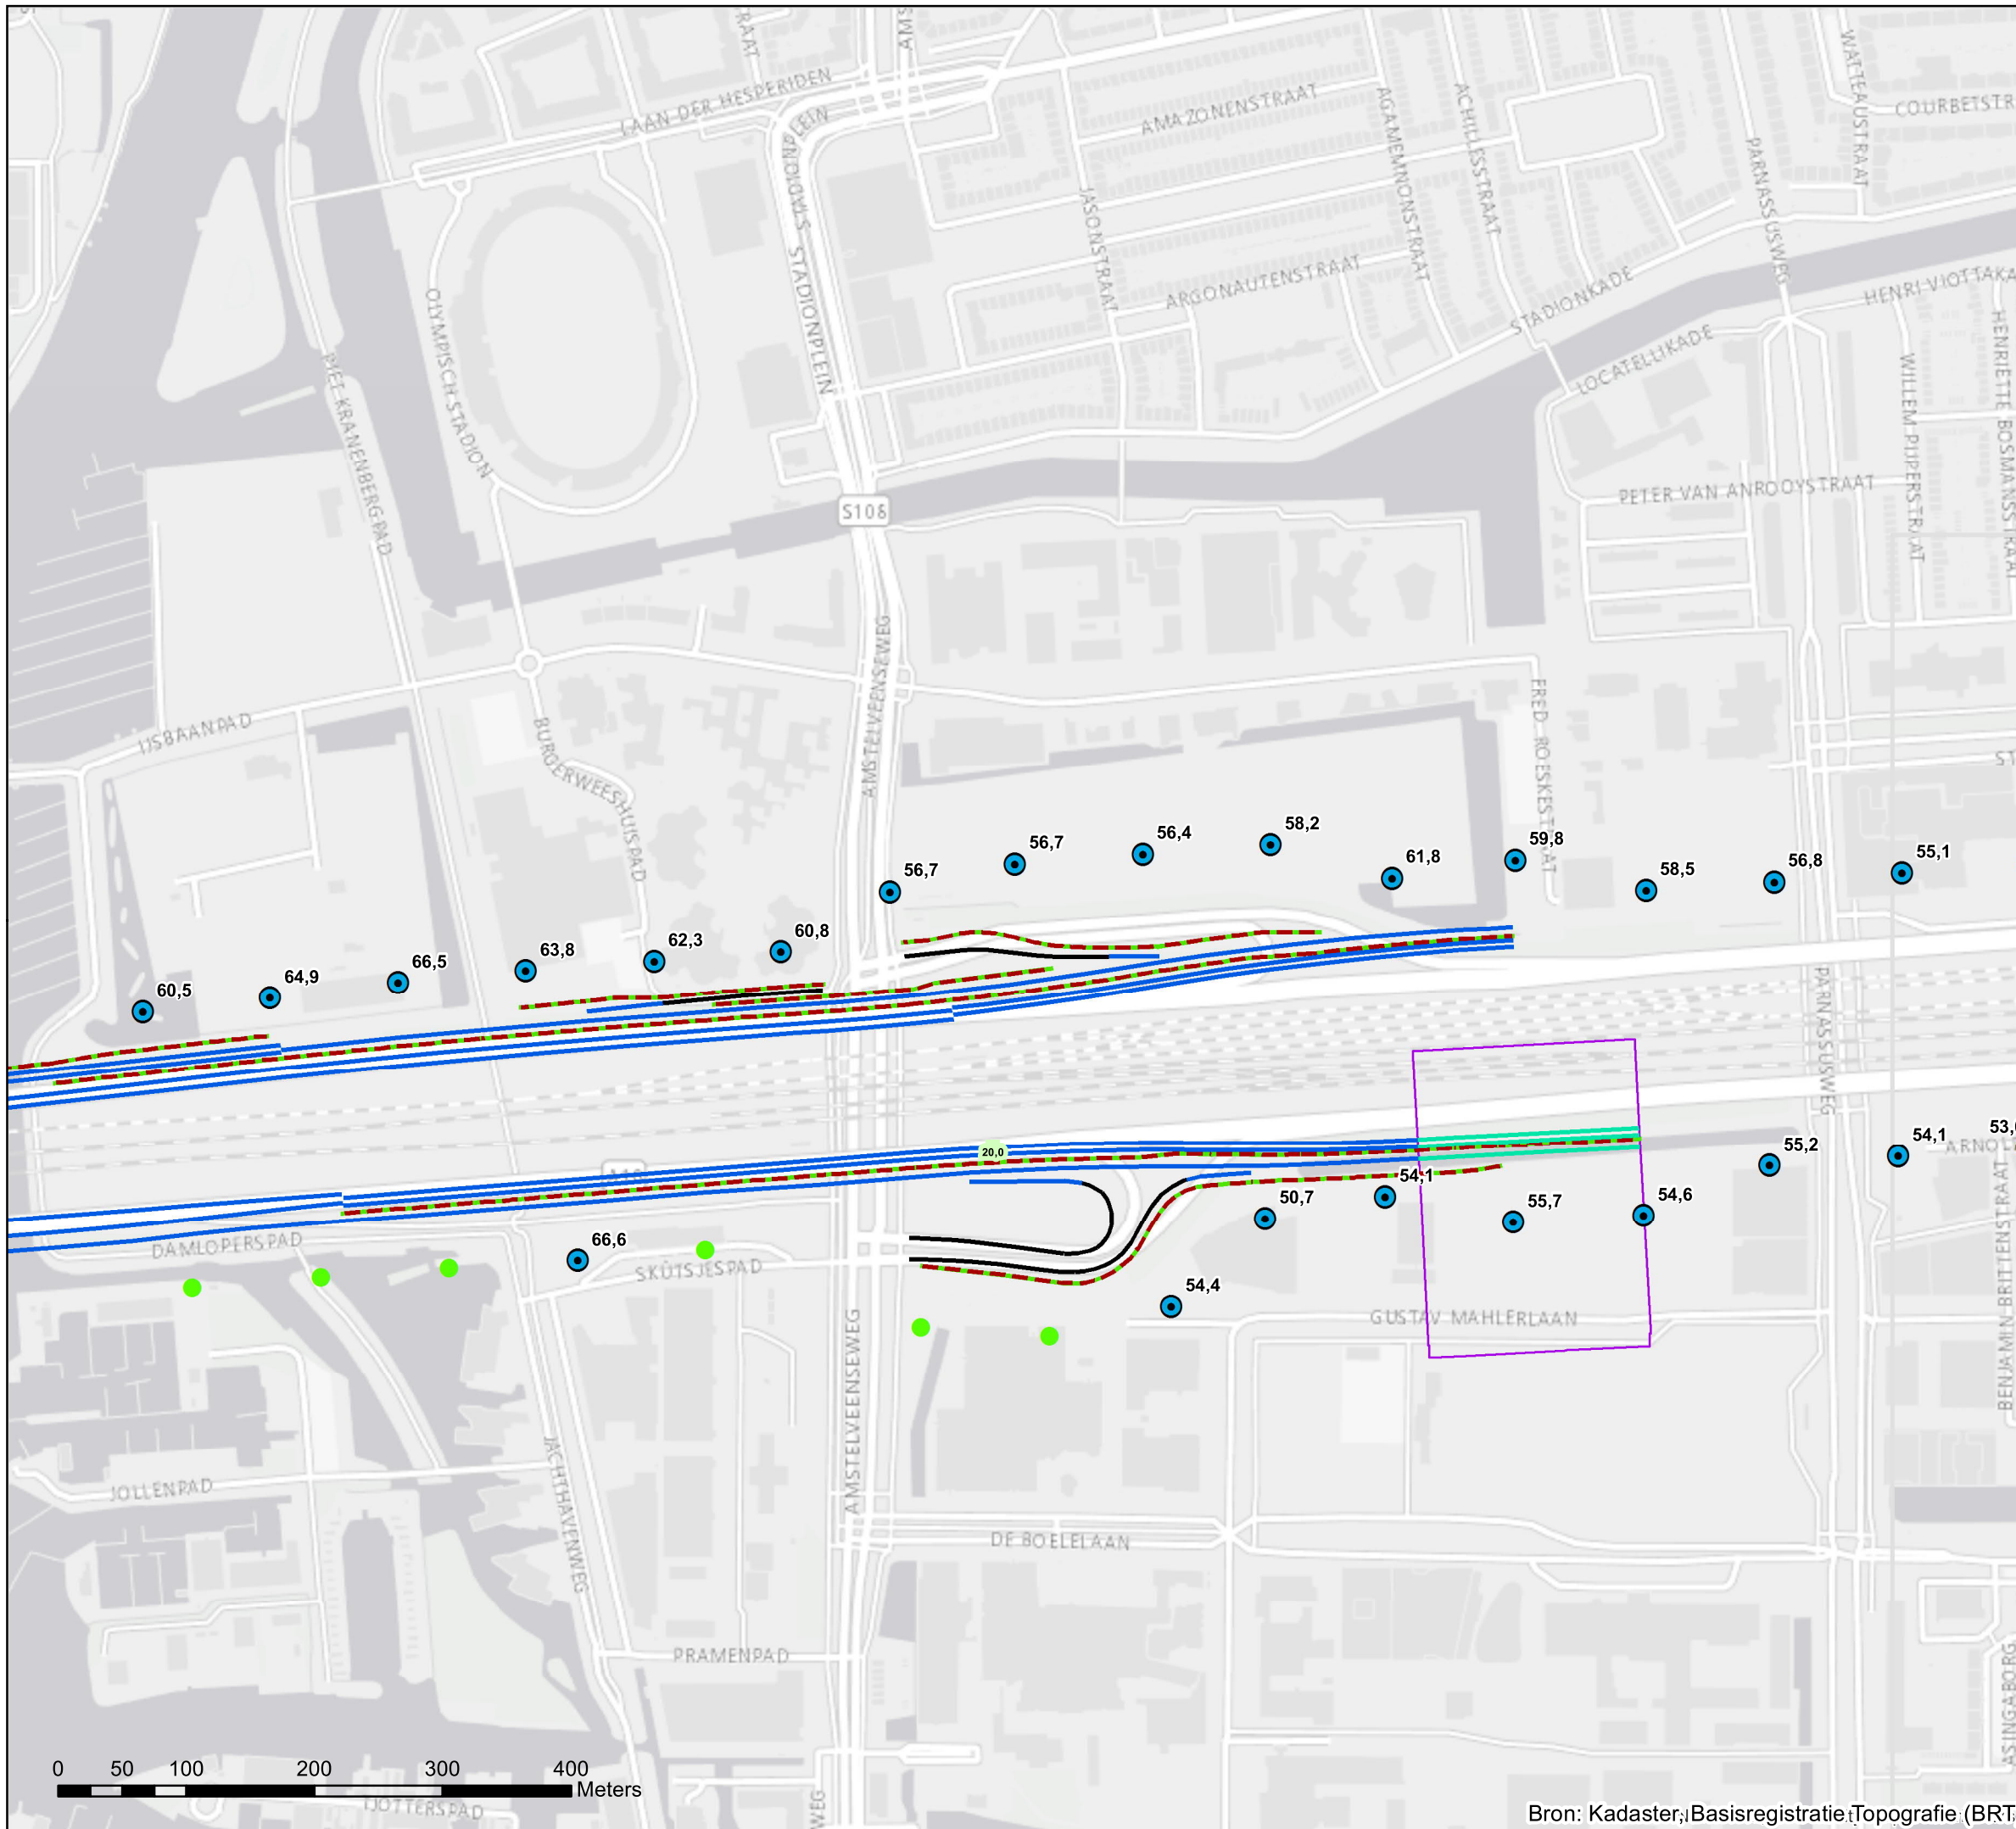 LAAN DER HESPERIDEN
AMAZONENSTRAAT
AGAMEMNONSTRAAT
ACHILLESSTRAAT
WATTEAUSTRAAT
PARNASSUSWEG
JASONSTRAAT
STADIONPLEIN
STADIONPLEIN
ARGONAUTENSTRAAT
STADIONKADE
LOCATELLIKADE
WILLEM PIJPERSTRAAT
PIET KRANENBERGPAD
OLYMPISCH STADION
S108
PETER VAN ANROOYSTRAAT
AMSTELVEENSEWEG
IJSBAANPAD
BURGERWEESHUISPAD
FRED. ROESKESTRAAT
56,7
56,7
56,4
58,2
61,8
59,8
58,5
56,8
55,1
60,5
64,9
66,5
63,8
62,3
60,8
PARNASSUSWEG
20,0
55,2
54,1
54,1
50,7
55,7
54,6
66,6
54,4
DAMLOPERSPAD
SKÛTSJESPAD
GUSTAV MAHLERLAAN
BENJAMIN BRITTENSTRAAT
AMSTELVEENSEWEG
JOLLENPAD
JACHTHAVENWEG
DE BOELELAAN
PRAMENPAD
0 50 100 200 300 400
Meters
TJOTTERSPAD
Bron: Kadaster, Basisregistratie Topografie (BRT